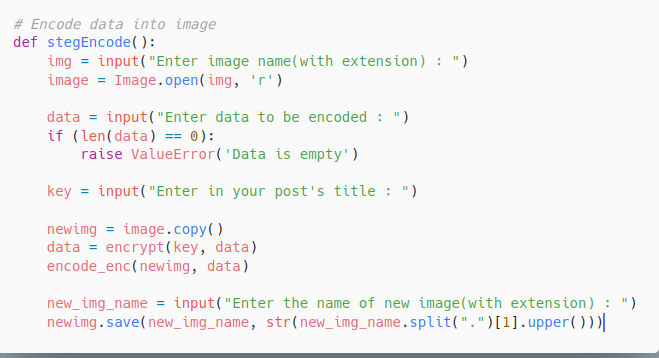 # Encode data into image
def stegEncode():
    img = input("Enter image name(with extension) : ")
    image = Image.open(img, 'r')

    data = input("Enter data to be encoded : ")
    if (len(data) == 0):
        raise ValueError('Data is empty')

    key = input("Enter in your post's title : ")

    newimg = image.copy()
    data = encrypt(key, data)
    encode_enc(newimg, data)

    new_img_name = input("Enter the name of new image(with extension) : ")
    newimg.save(new_img_name, str(new_img_name.split(".")[1].upper()))